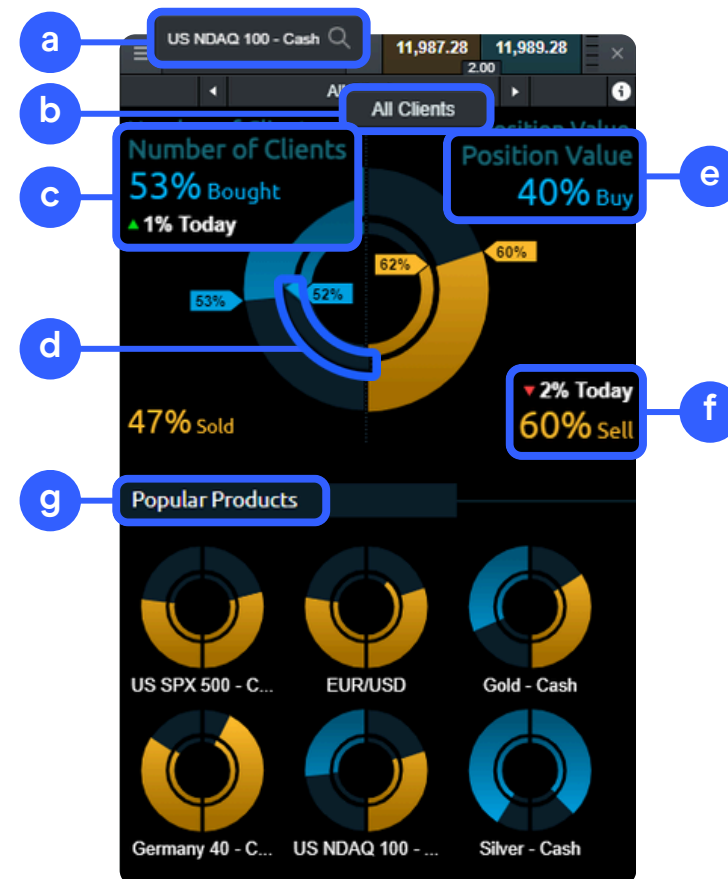 a
US NDAQ 100 - Cash
11,987.28 11,989.28
2.00
b
All Clients
c
Number of Clients
Position Value
53% Bought
40% Buy
e
1% Today
62%
60%
53%
52%
d
2% Today
47% Sold
60% Sell
f
g
Popular Products
US SPX 500 - C...
EUR/USD
Gold - Cash
Germany 40 - C...
US NDAQ 100 - ...
Silver - Cash